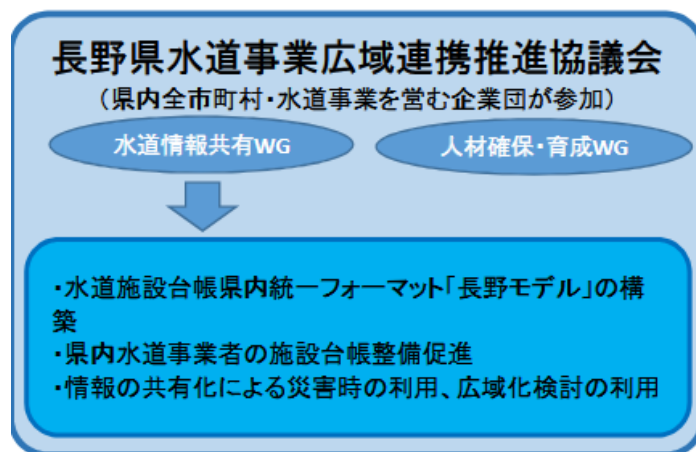 長野県水道事業広域連携推進協議会
（県内全市町村・水道事業を営む企業団が参加）
水道情報共有WG
人材確保・育成WG
・水道施設台帳県内統一フォーマット「長野モデル」の構
築
・県内水道事業者の施設台帳整備促進
・情報の共有化による災害時の利用、広域化検討の利用